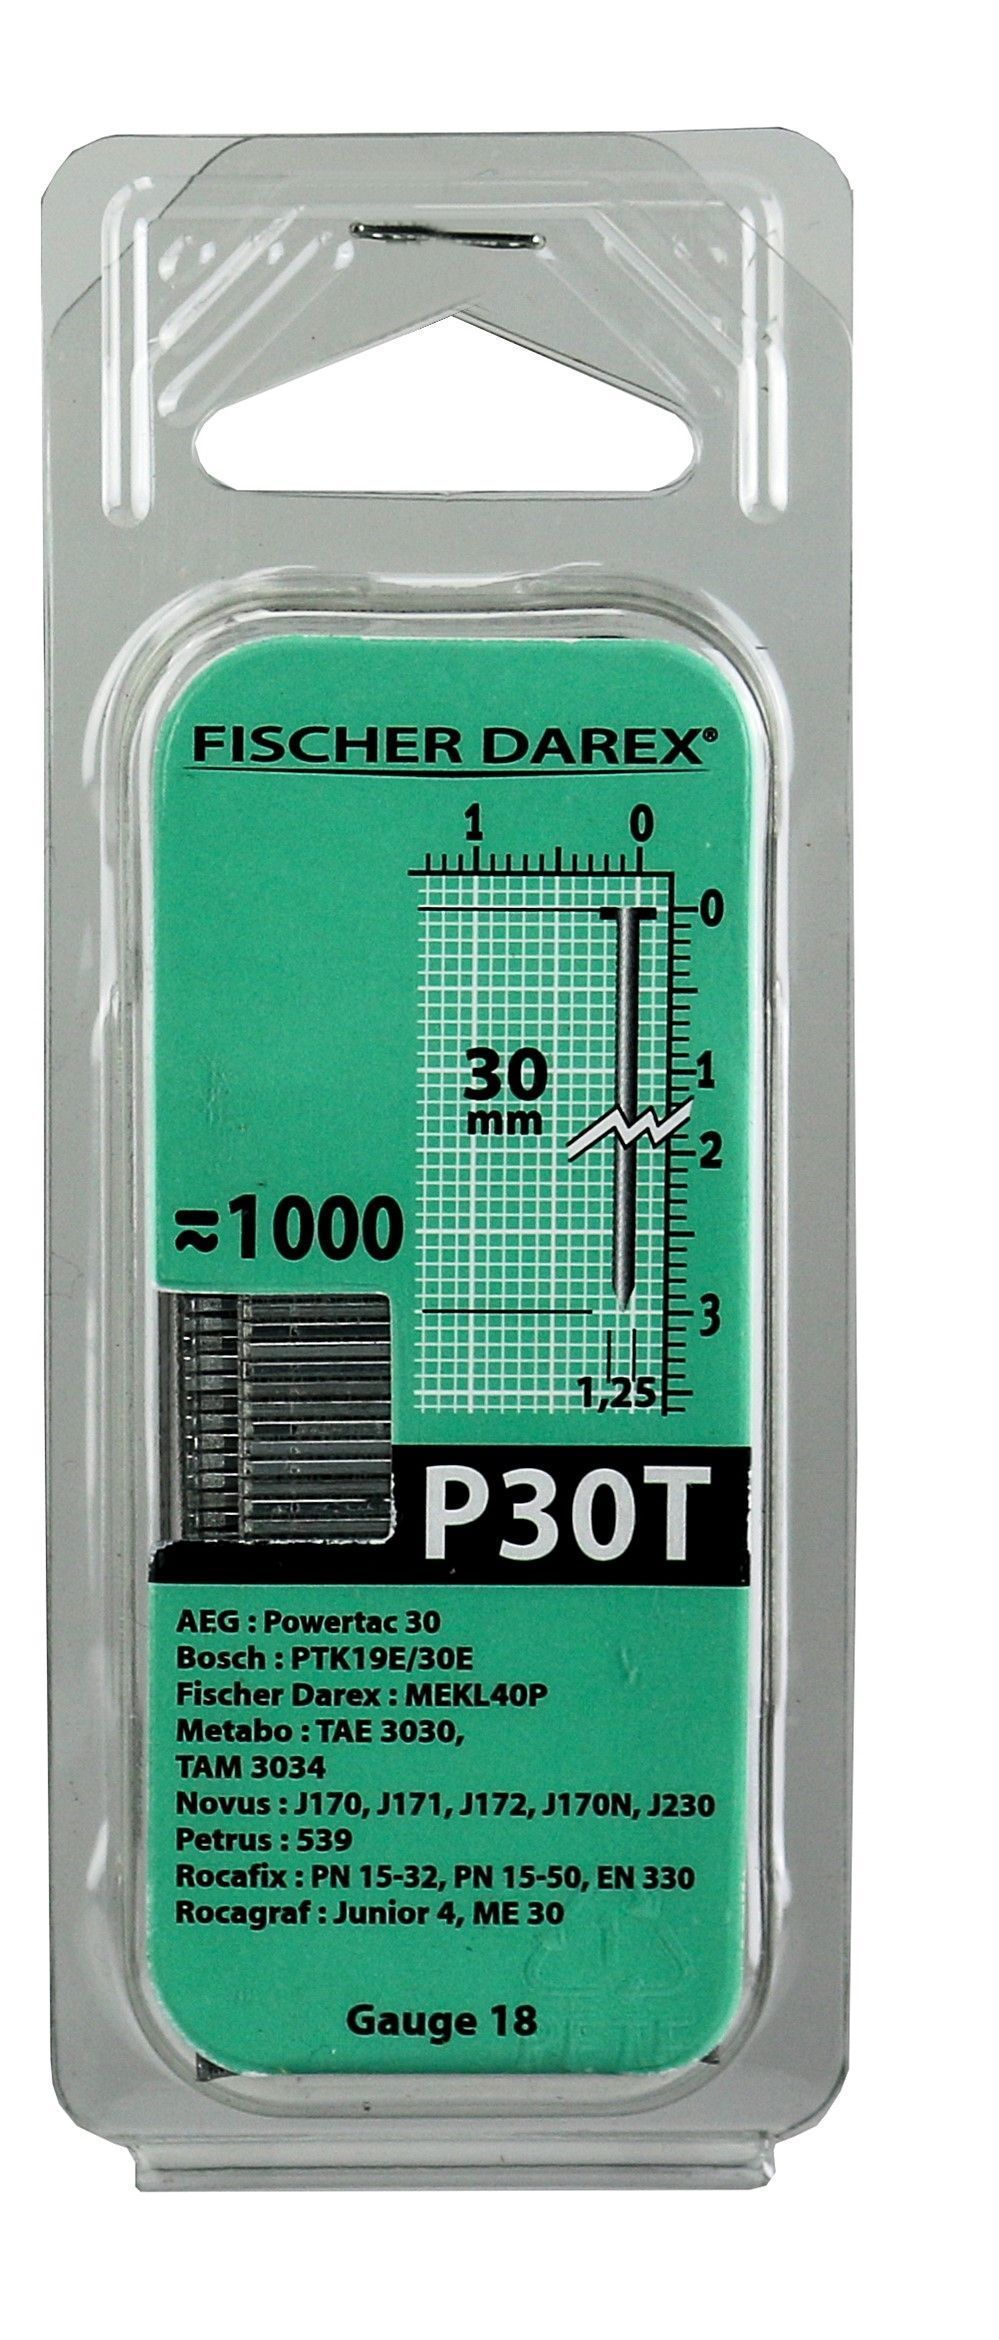 FISCHER DAREX®
1 0
0
30
mm
1
2
≈1000
3
1,25
P30T
AEG : Powertac 30
Bosch : PTK19E/30E
Fischer Darex : MEKL40P
Metabo : TAE 3030,
TAM 3034
Novus : J170, J171, J172, J170N, J230
Petrus : 539
Rocafix : PN 15-32, PN 15-50, EN 330
Rocagraf : Junior 4, ME 30
Gauge 18
PETE